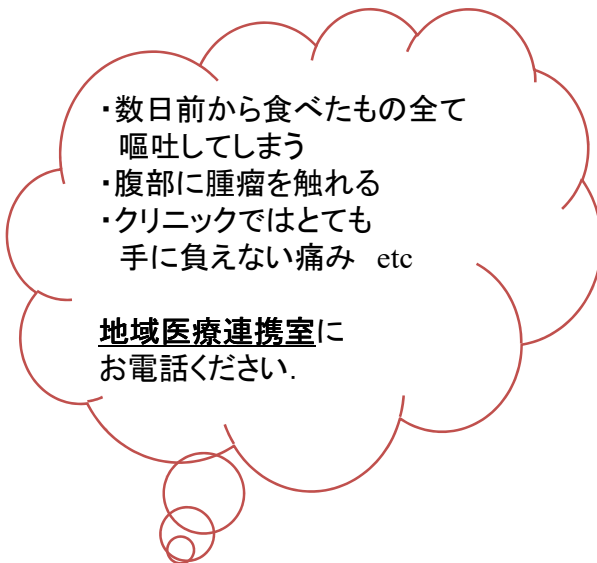 ・数日前から食べたもの全て
嘔吐してしまう
・腹部に腫瘤を触れる
・クリニックではとても
手に負えない痛み etc
地域医療連携室に
お電話ください.